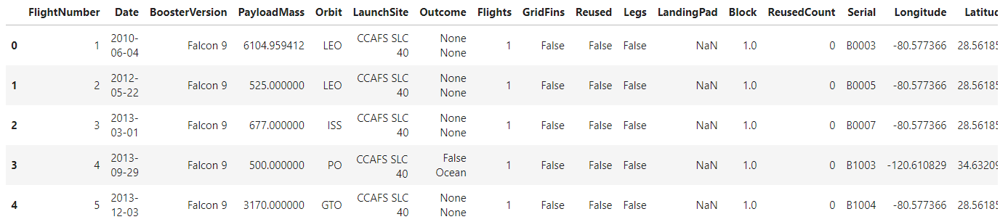 FlightNumber Date BoosterVersion PayloadMass Orbit LaunchSite Outcome Flights GridFins Reused Legs LandingPad Block ReusedCount Serial Longitude Latitud
0 1 2010-06-04 Falcon 9 6104.959412 LEO CCAFS SLC 40 None None 1 False False False NaN 1.0 0 B0003 -80.577366 28.56185
1 2 2012-05-22 Falcon 9 525.000000 LEO CCAFS SLC 40 None None 1 False False False NaN 1.0 0 B0005 -80.577366 28.56185
2 3 2013-03-01 Falcon 9 677.000000 ISS CCAFS SLC 40 None None 1 False False False NaN 1.0 0 B0007 -80.577366 28.56185
3 4 2013-09-29 Falcon 9 500.000000 PO CCAFS SLC 40 False Ocean 1 False False False NaN 1.0 0 B1003 -120.610829 34.63209
4 5 2013-12-03 Falcon 9 3170.000000 GTO CCAFS SLC 40 None None 1 False False False NaN 1.0 0 B1004 -80.577366 28.56185